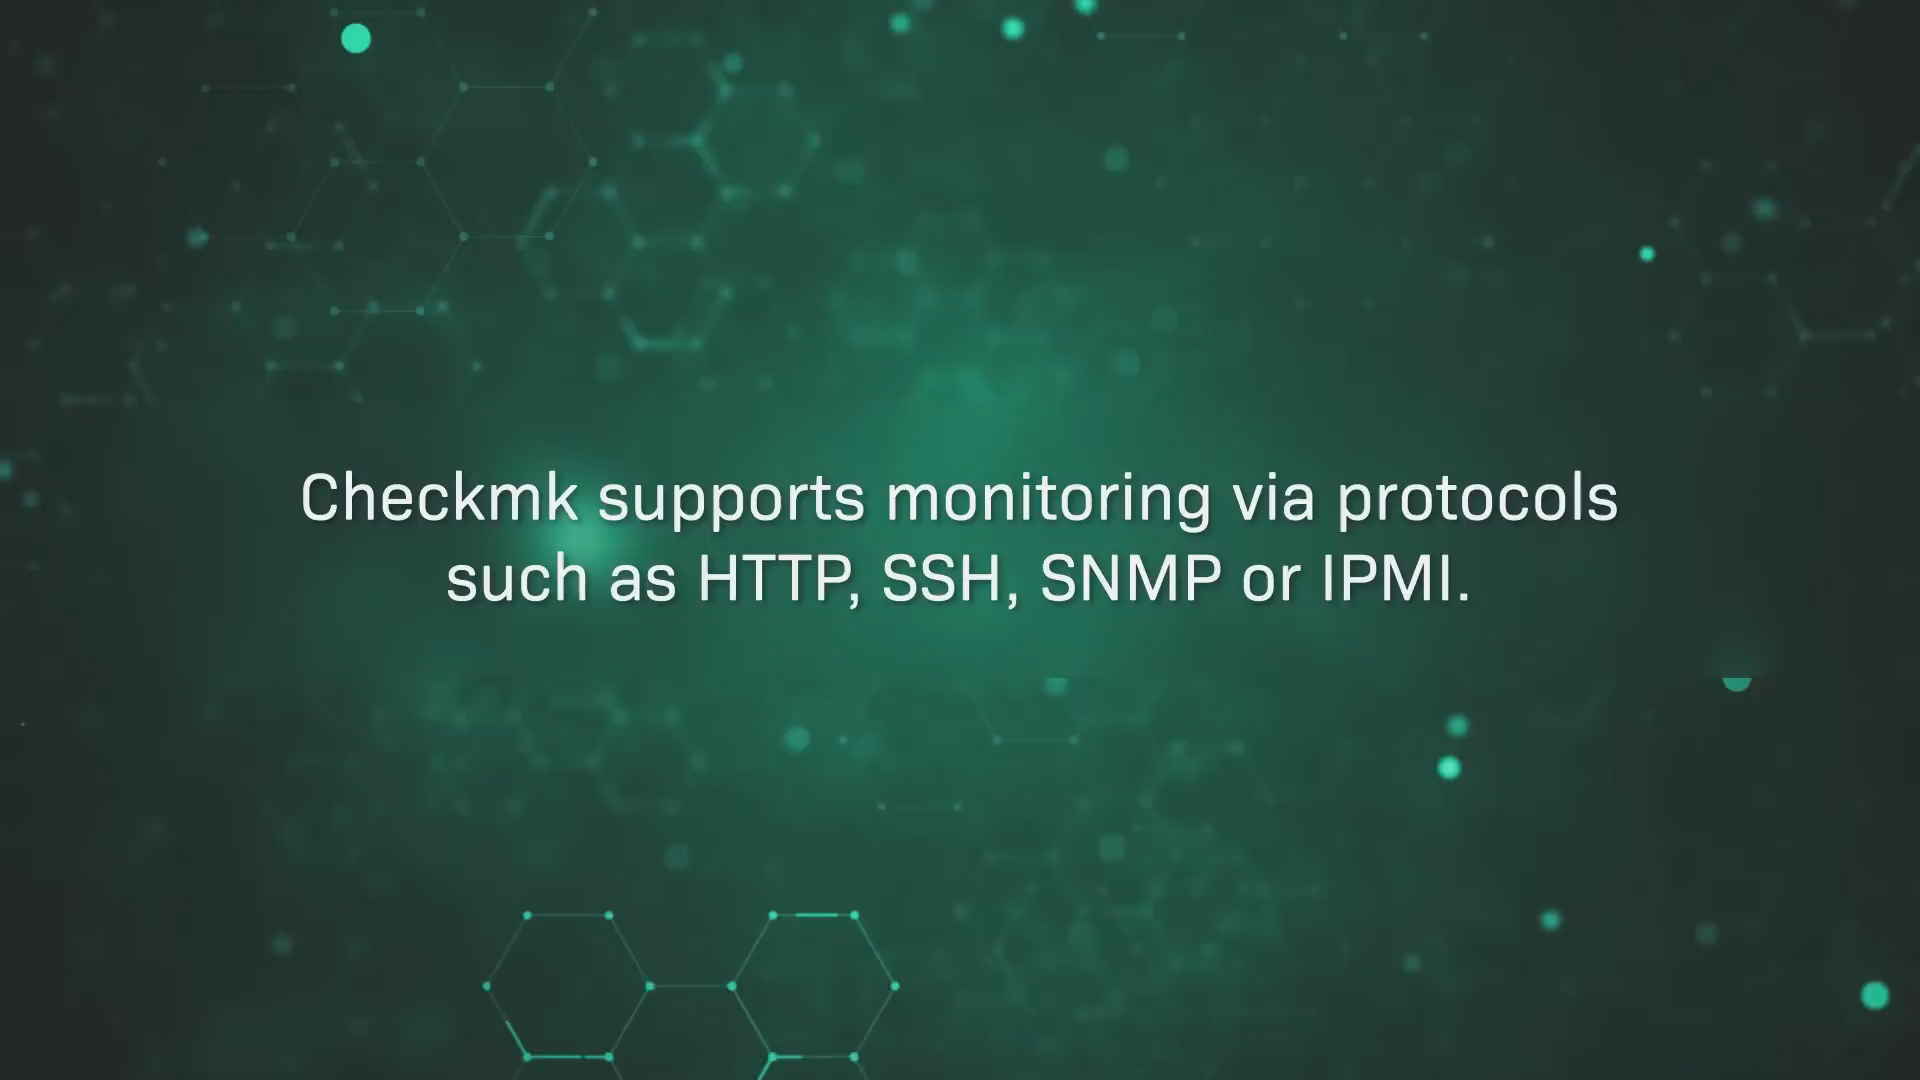 Checkmk supports monitoring via protocols
such as HTTP, SSH, SNMP or IPMI.